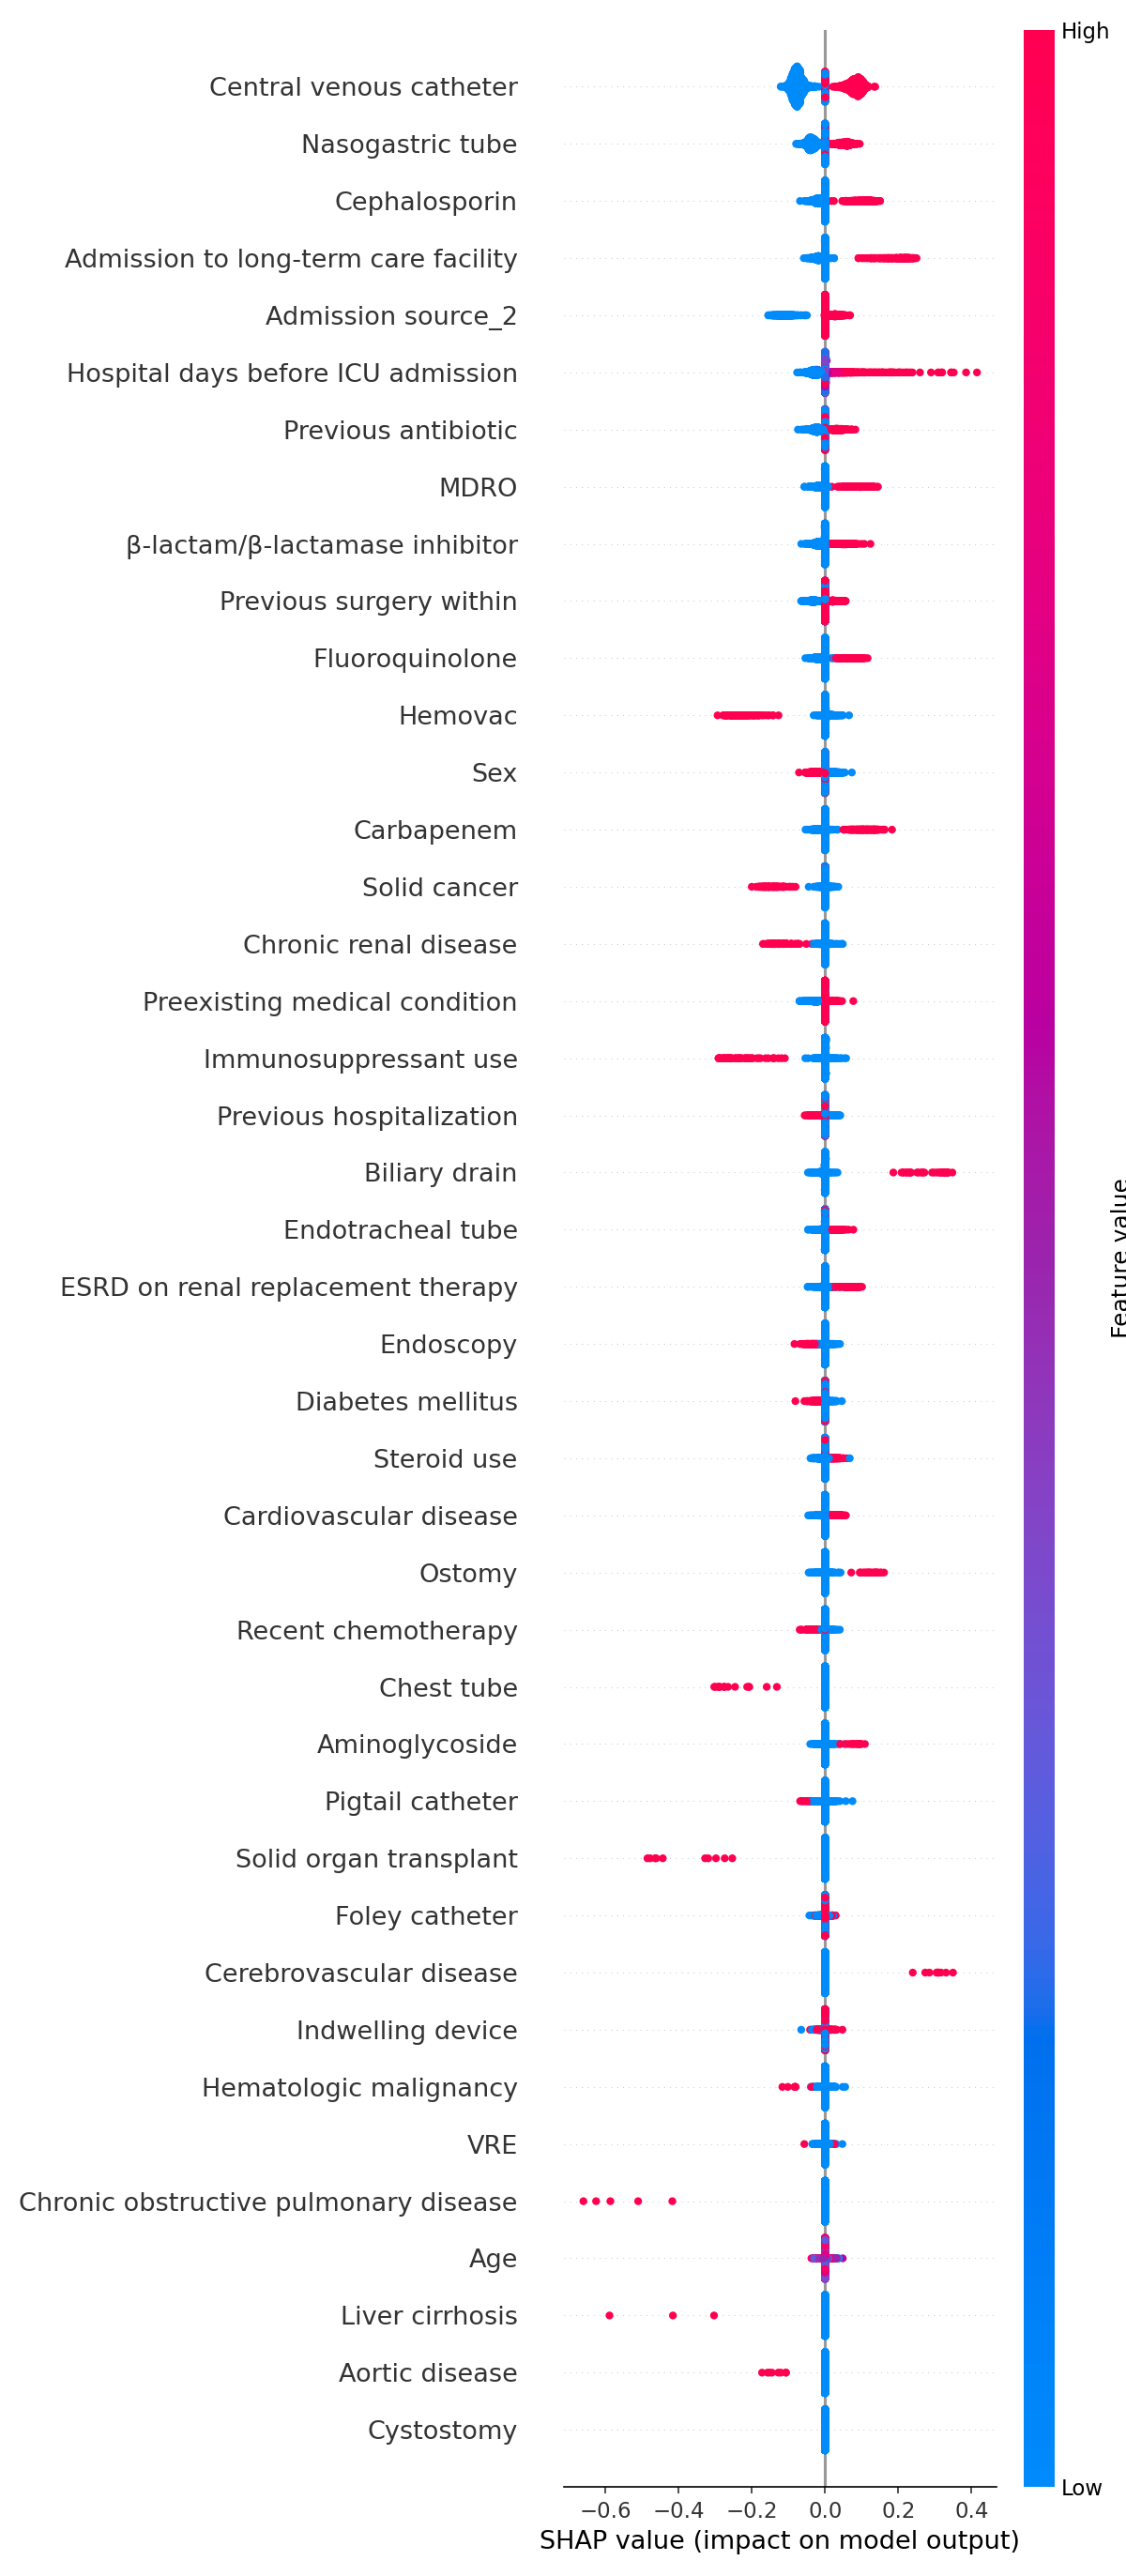 High
Central venous catheter
Nasogastric tube
Cephalosporin
Admission to long-term care facility
Admission source_2
Hospital days before ICU admission
Previous antibiotic
MDRO
β-lactam/β-lactamase inhibitor
Previous surgery within
Fluoroquinolone
Hemovac
Sex
Carbapenem
Solid cancer
Chronic renal disease
Preexisting medical condition
Immunosuppressant use
Previous hospitalization
Biliary drain
Endotracheal tube
ESRD on renal replacement therapy
Endoscopy
Diabetes mellitus
Steroid use
Cardiovascular disease
Ostomy
Recent chemotherapy
Chest tube
Aminoglycoside
Pigtail catheter
Solid organ transplant
Foley catheter
Cerebrovascular disease
Indwelling device
Hematologic malignancy
VRE
Chronic obstructive pulmonary disease
Age
Liver cirrhosis
Aortic disease
Cystostomy
Feature value
Low
−0.6 −0.4 −0.2 0.0 0.2 0.4
SHAP value (impact on model output)